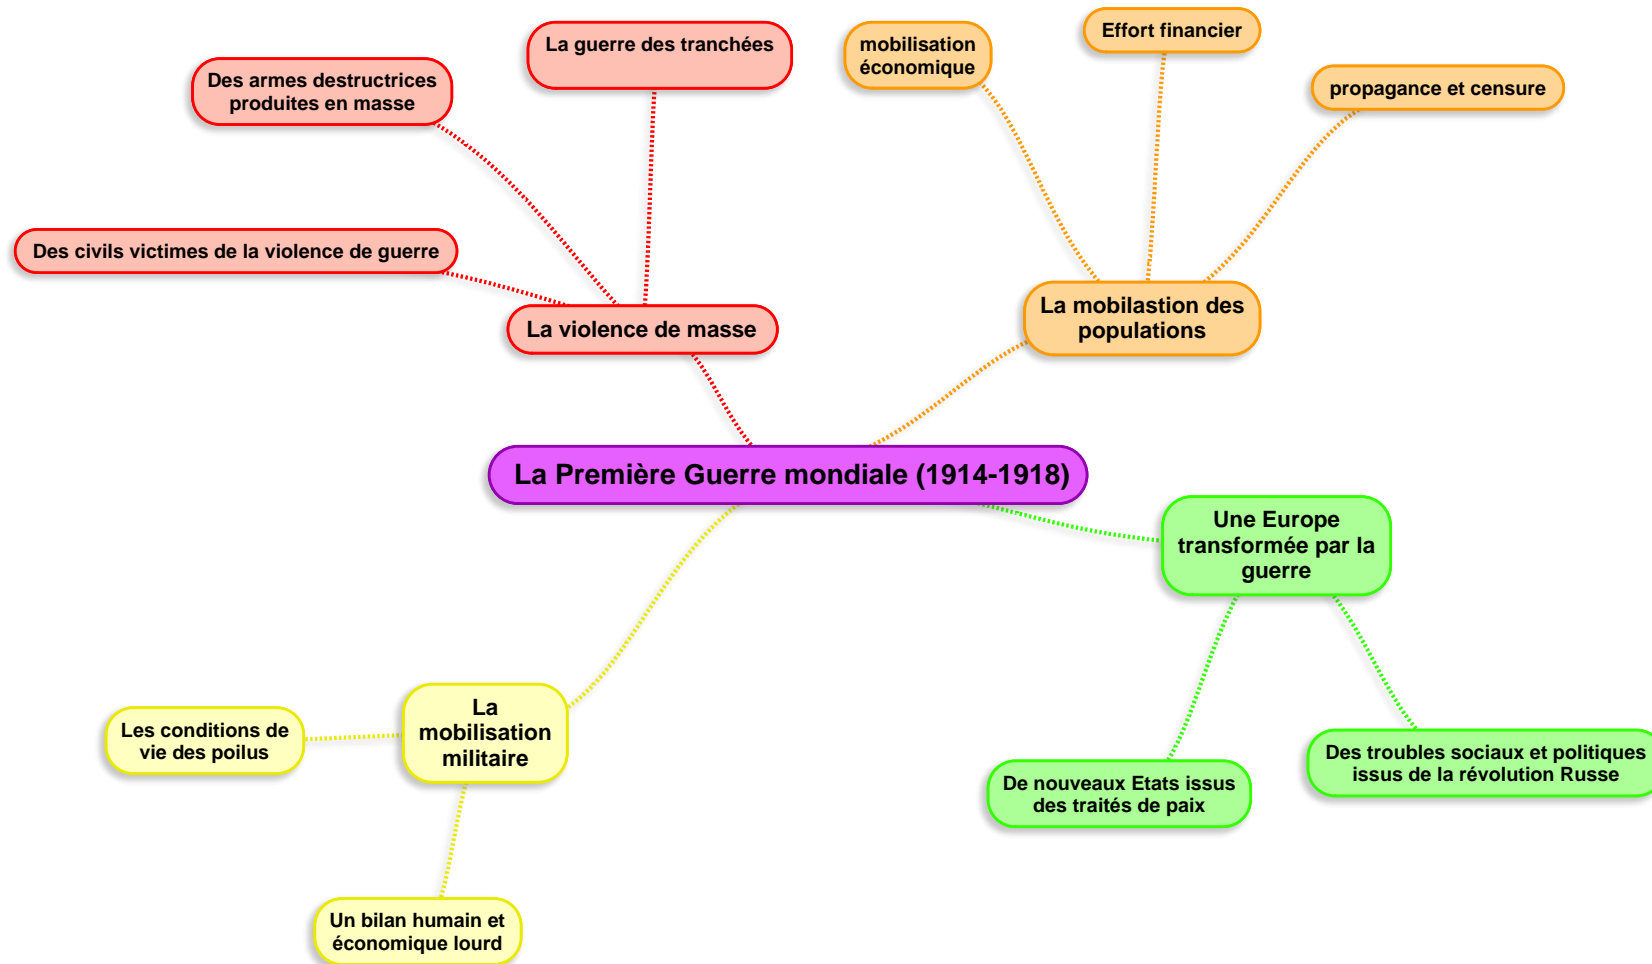 La guerre des tranchées
Des armes destructrices
produites en masse
Des civils victimes de la violence de guerre
La violence de masse
mobilisation
économique
Effort financier
propagance et censure
La mobilastion des
populations
La Première Guerre mondiale (1914-1918)
Une Europe
transformée par la
guerre
De nouveaux Etats issus
des traités de paix
Des troubles sociaux et politiques
issus de la révolution Russe
La
mobilisation
militaire
Les conditions de
vie des poilus
Un bilan humain et
économique lourd